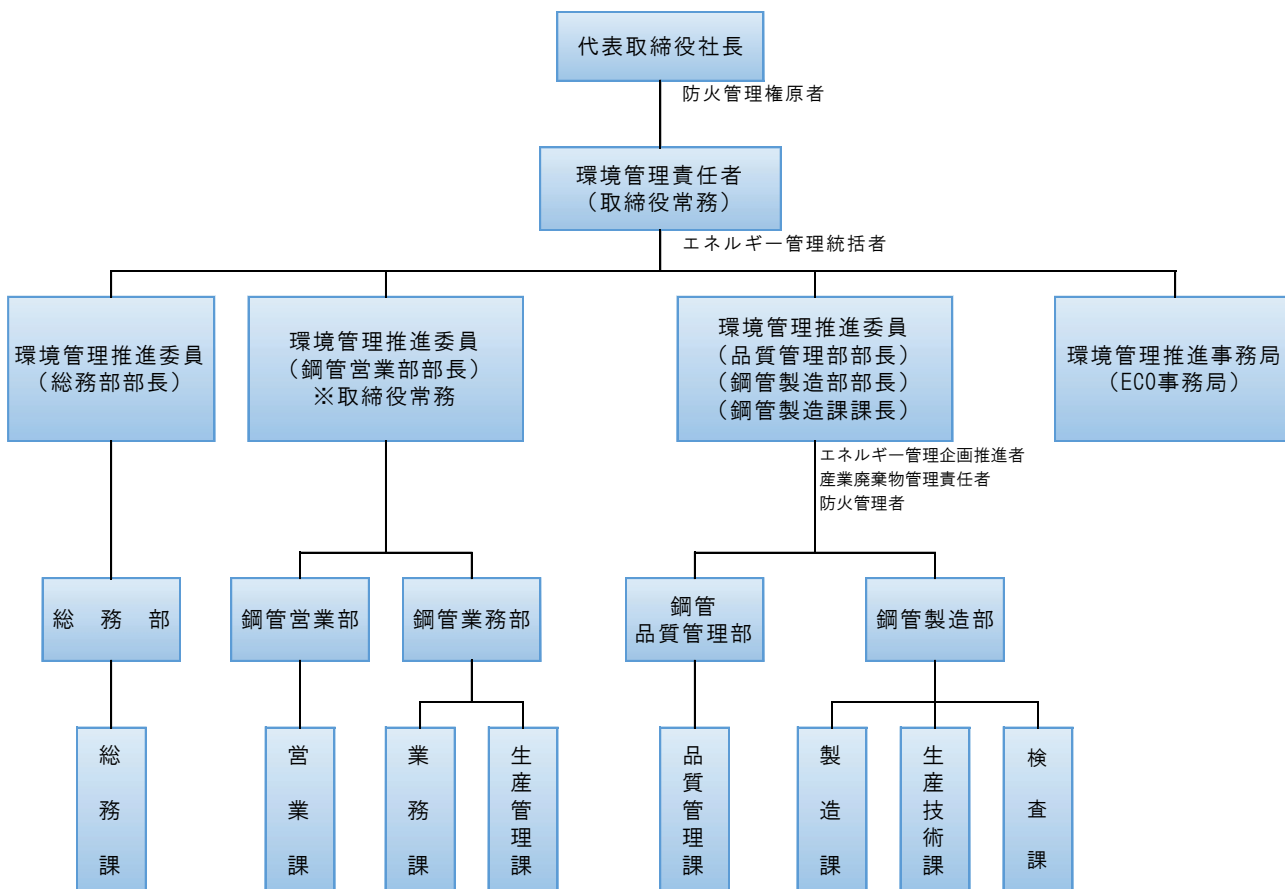 代表取締役社長
防火管理権原者
環境管理責任者
（取締役常務）
エネルギー管理統括者
環境管理推進委員
（総務部部長）
環境管理推進委員
（鋼管営業部部長）
※取締役常務
環境管理推進委員
（品質管理部部長）
（鋼管製造部部長）
（鋼管製造課課長）
環境管理推進事務局
（ECO事務局）
エネルギー管理企画推進者
産業廃棄物管理責任者
防火管理者
総　務　部
鋼管営業部
鋼管業務部
鋼管
品質管理部
鋼管製造部
総務課
営業課
業務課
生産管理課
品質管理課
製造課
生産技術課
検査課